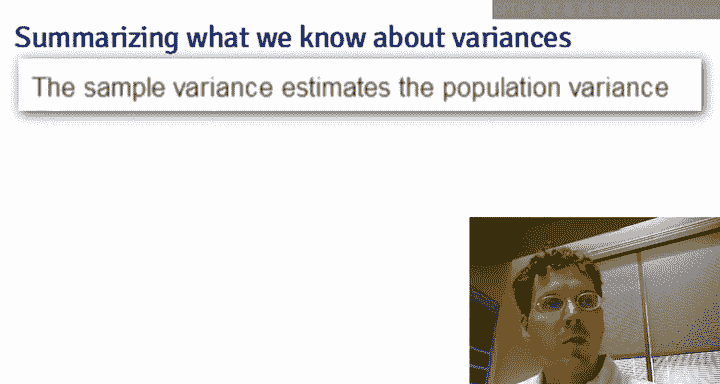 Summarizing what we know about variances
The sample variance estimates the population variance